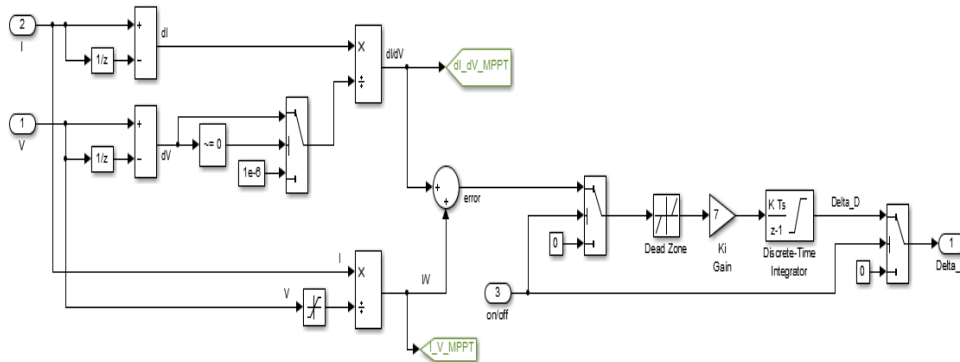 2
I
+
-
dI
1/z
×
÷
dI/dV
dI_dV_MPPT
1
V
+
-
dV
1/z
~= 0
1e-6
+
+
error
I
×
÷
I/V
V
I_V_MPPT
0
3
on/off
Dead Zone
7
Ki
Gain
K Ts
z-1
Discrete-Time
Integrator
Delta_D
0
1
Delta_